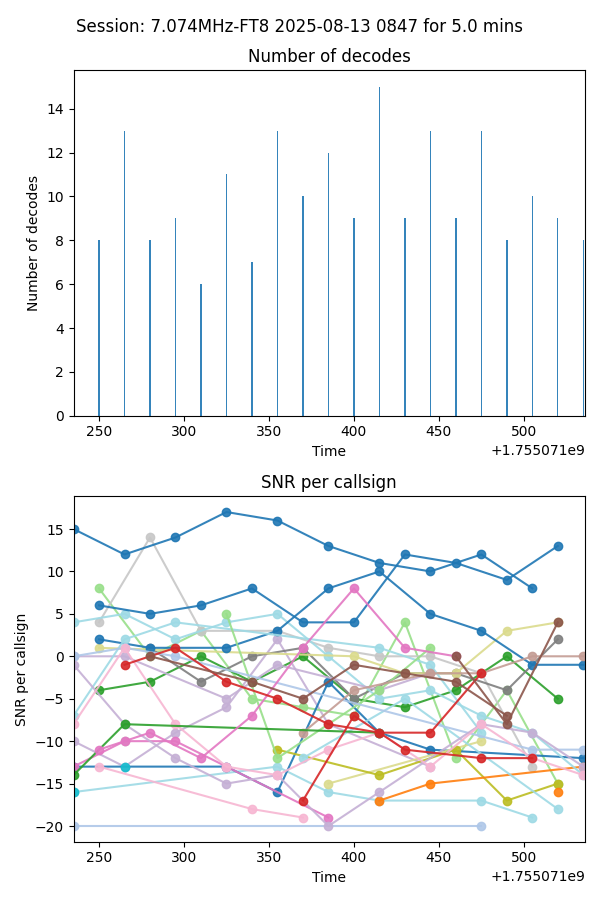 Session: 7.074MHz-FT8 2025-08-13 0847 for 5.0 mins
Number of decodes
Number of decodes
14
12
10
8
6
4
2
0
250 300 350 400 450 500
Time
+1.755071e9
SNR per callsign
SNR per callsign
15
10
5
0
−5
−10
−15
−20
250 300 350 400 450 500
Time
+1.755071e9